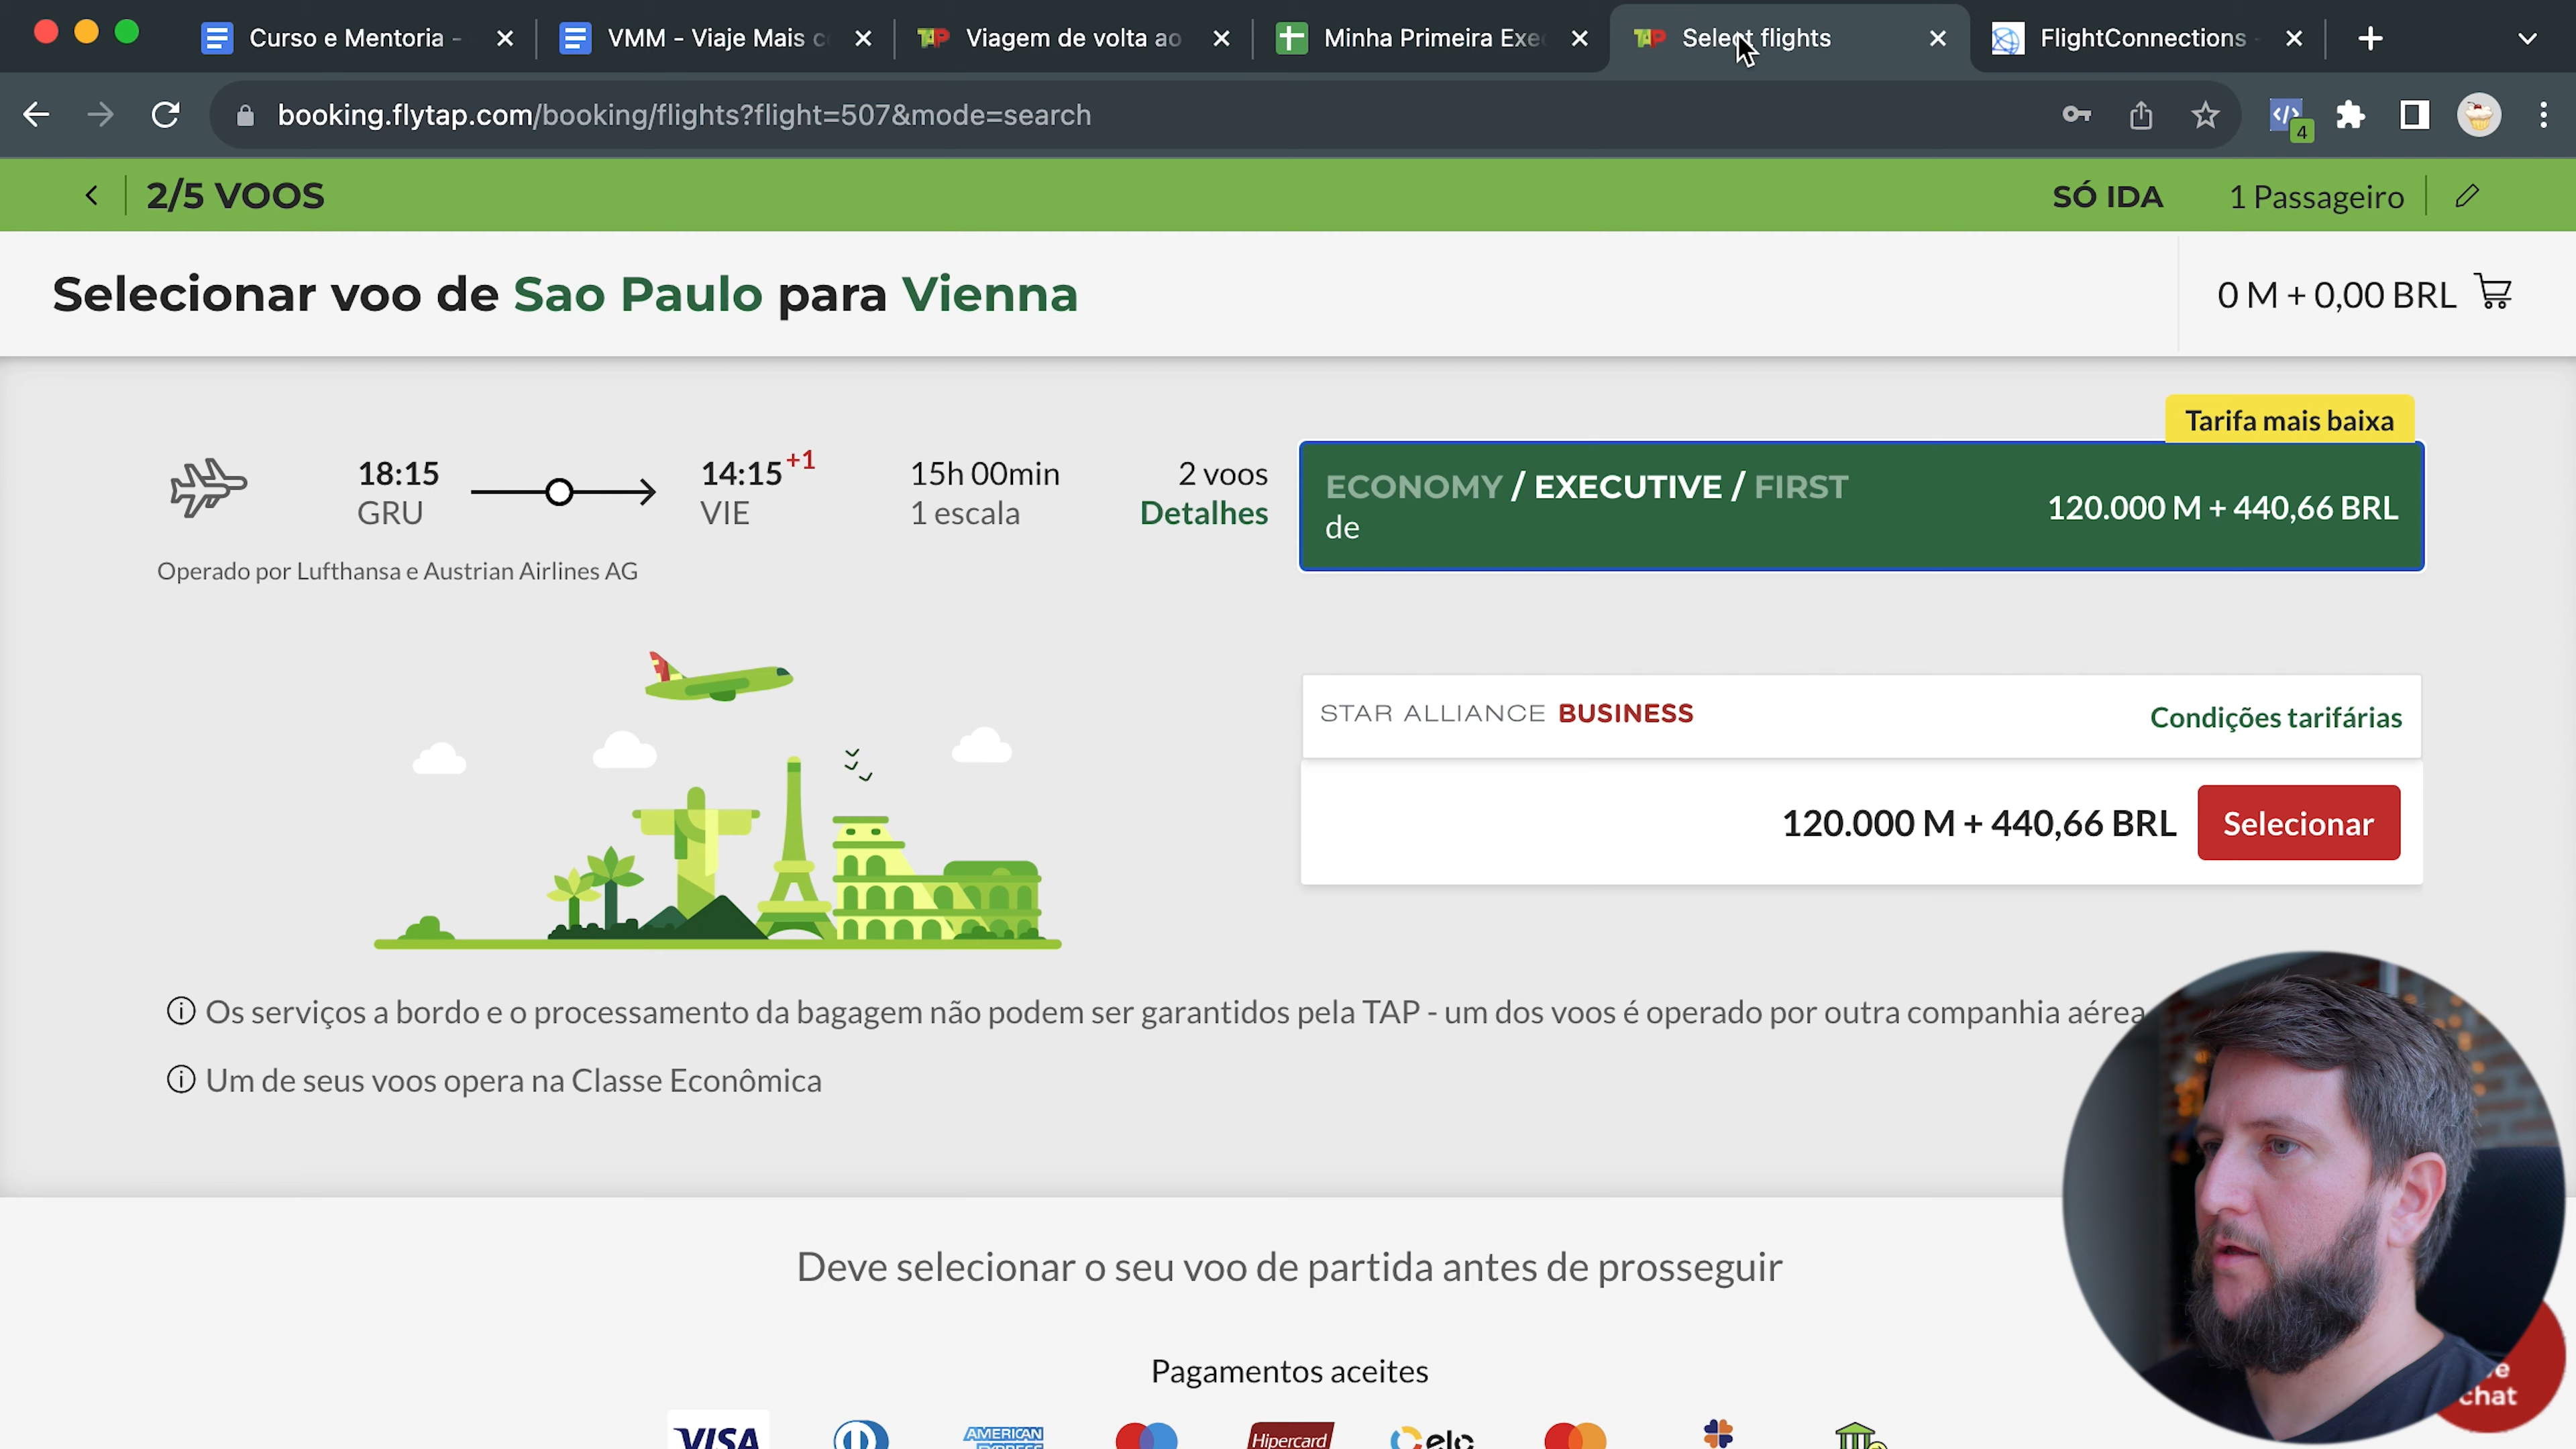 Curso e Mentoria -
VMM - Viaje Mais
Viagem de volta ao
Minha Primeira Exe
Select flights
FlightConnections
booking.flytap.com/booking/flights?flight=507&mode=search
4
2/5 VOOS
SÓ IDA
1 Passageiro
Selecionar voo de Sao Paulo para Vienna
0 M + 0,00 BRL
Tarifa mais baixa
18:15
14:15 +1
15h 00min
2 voos
GRU
VIE
1 escala
Detalhes
ECONOMY / EXECUTIVE / FIRST
de
120.000 M + 440,66 BRL
Operado por Lufthansa e Austrian Airlines AG
STAR ALLIANCE BUSINESS
Condições tarifárias
120.000 M + 440,66 BRL
Selecionar
Os serviços a bordo e o processamento da bagagem não podem ser garantidos pela TAP - um dos voos é operado por outra companhia aérea
Um de seus voos opera na Classe Econômica
Deve selecionar o seu voo de partida antes de prosseguir
chat
Pagamentos aceites
VISA
AMERICAN
Hipercard
elo